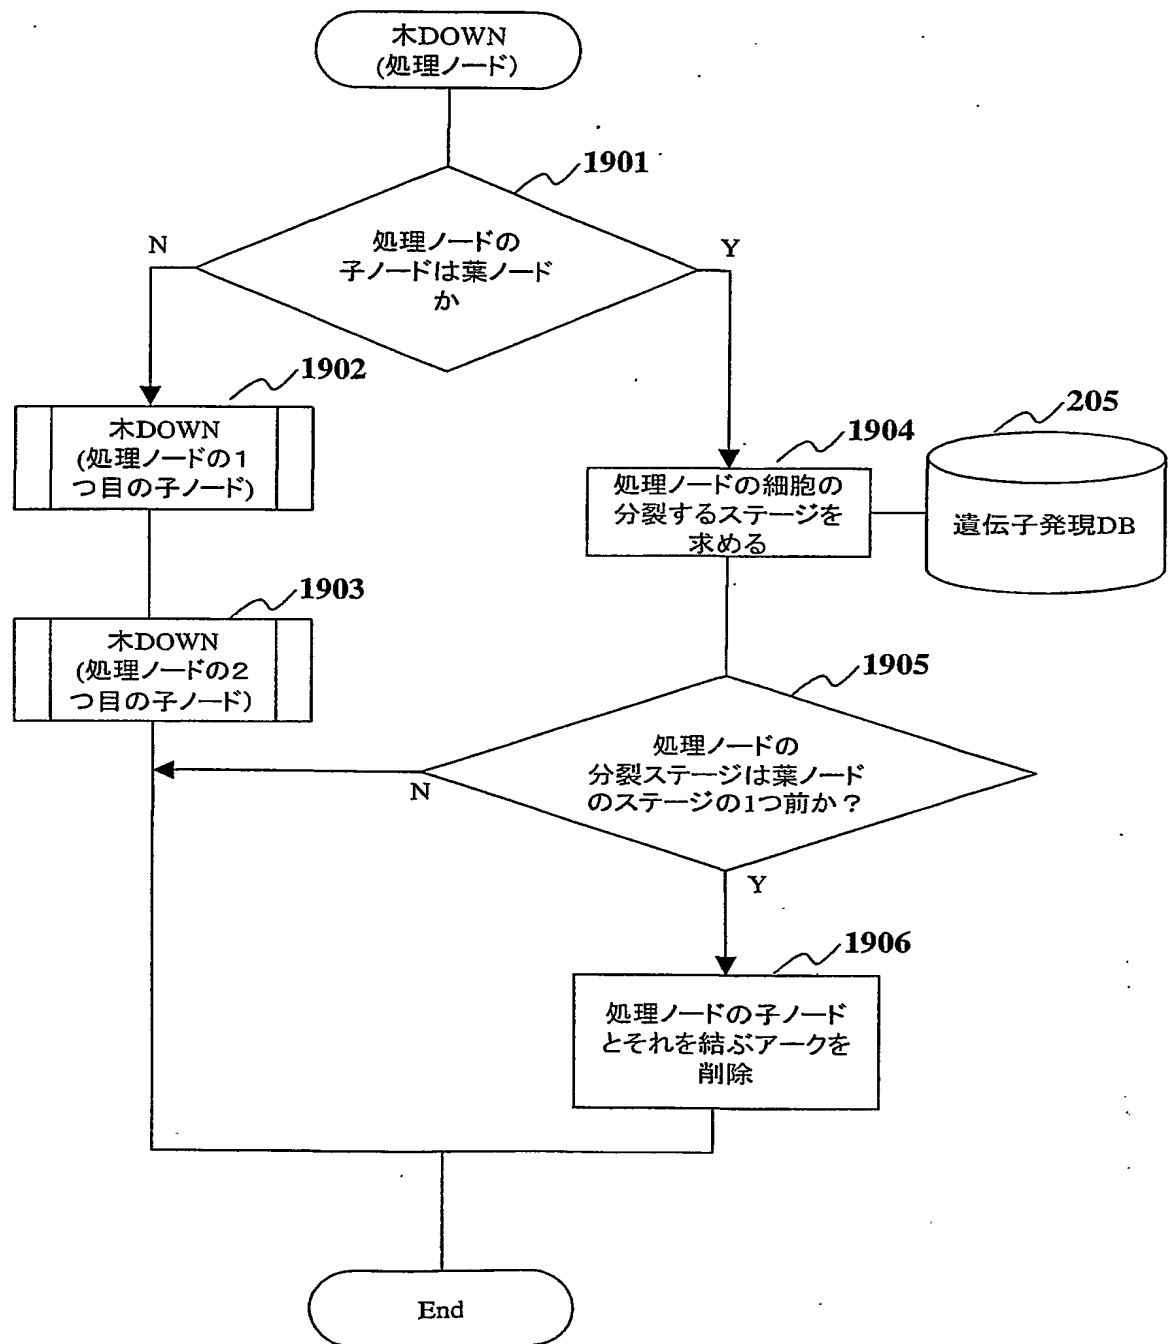 木DOWN
(処理ノード)
1901
処理ノードの
子ノードは葉ノード
か
N
Y
1902
木DOWN
(処理ノードの1
つ目の子ノード)
1904
処理ノードの細胞の
分裂するステージを
求める
205
遺伝子発現DB
1903
木DOWN
(処理ノードの2
つ目の子ノード)
1905
処理ノードの
分裂ステージは葉ノード
のステージの1つ前か?
N
Y
1906
処理ノードの子ノード
とそれを結ぶアークを
削除
End